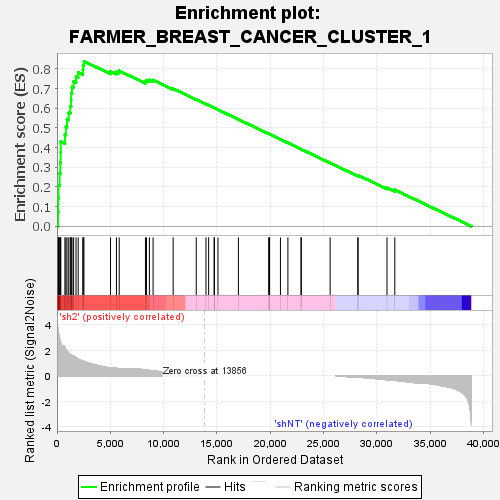 Enrichment plot:
FARMER_BREAST_CANCER_CLUSTER_1
Enrichment score (ES)
0.8
0.7
0.6
0.5
0.4
0.3
0.2
0.1
0.0
'sh2' (positively correlated)
Ranked list metric (Signal2Noise)
4
2
0
-2
-4
Zero cross at 13856
'shNT' (negatively correlated)
0
5,000
10,000
15,000
20,000
25,000
30,000
35,000
40,000
Rank in Ordered Dataset
Enrichment profile
Hits
Ranking metric scores